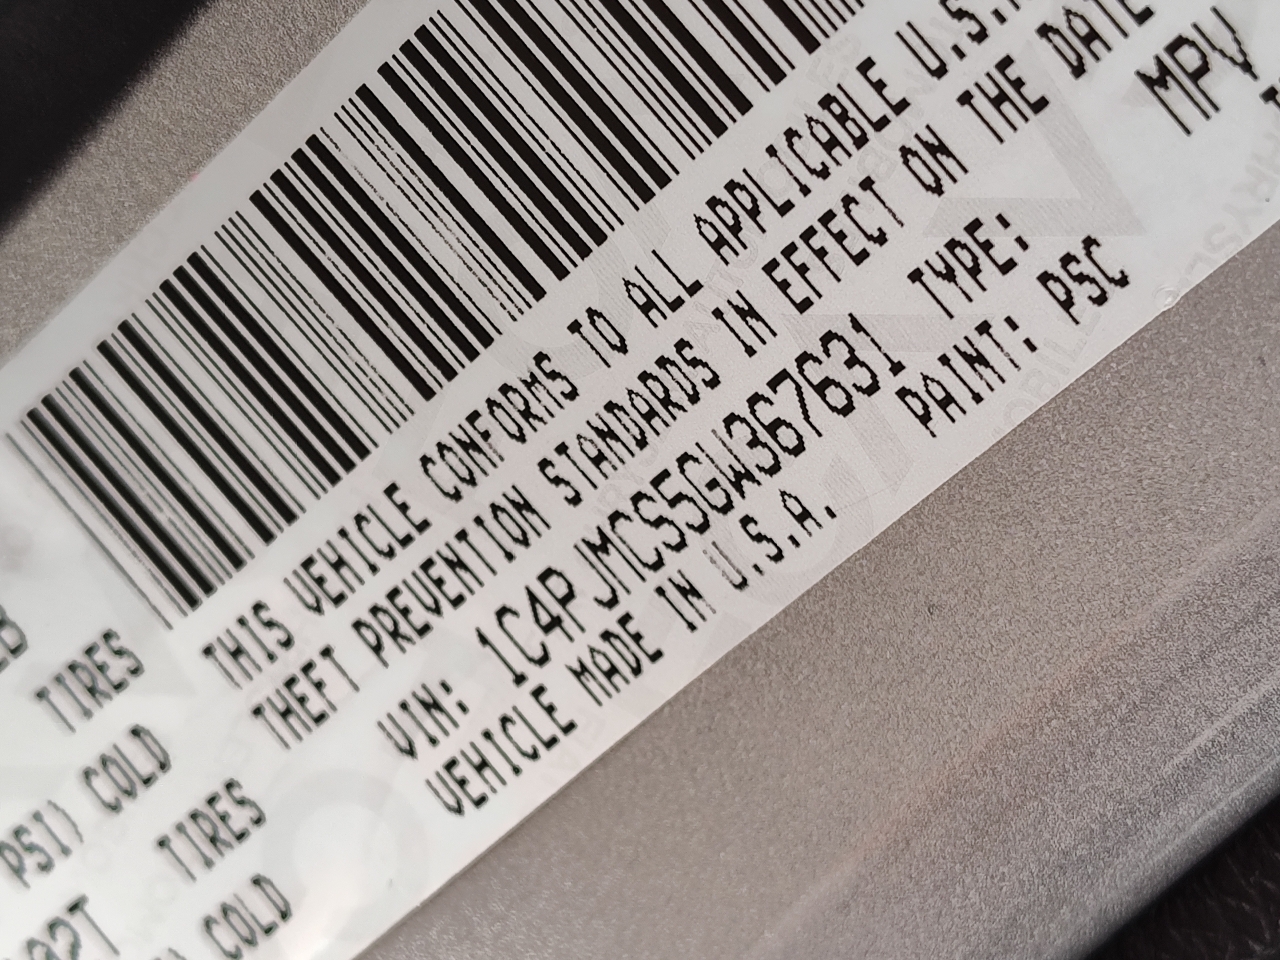 THIS VEHICLE CONFORMS TO ALL APPLICABLE U.S.
THEFT PREVENTION STANDARDS IN EFFECT ON THE DATE
VIN: 1C4PJMCS5GW367631 TYPE: MPV
VEHICLE MADE IN U.S.A. PAINT: PSC
TIRES
PSI) COLD
TIRES
COLD